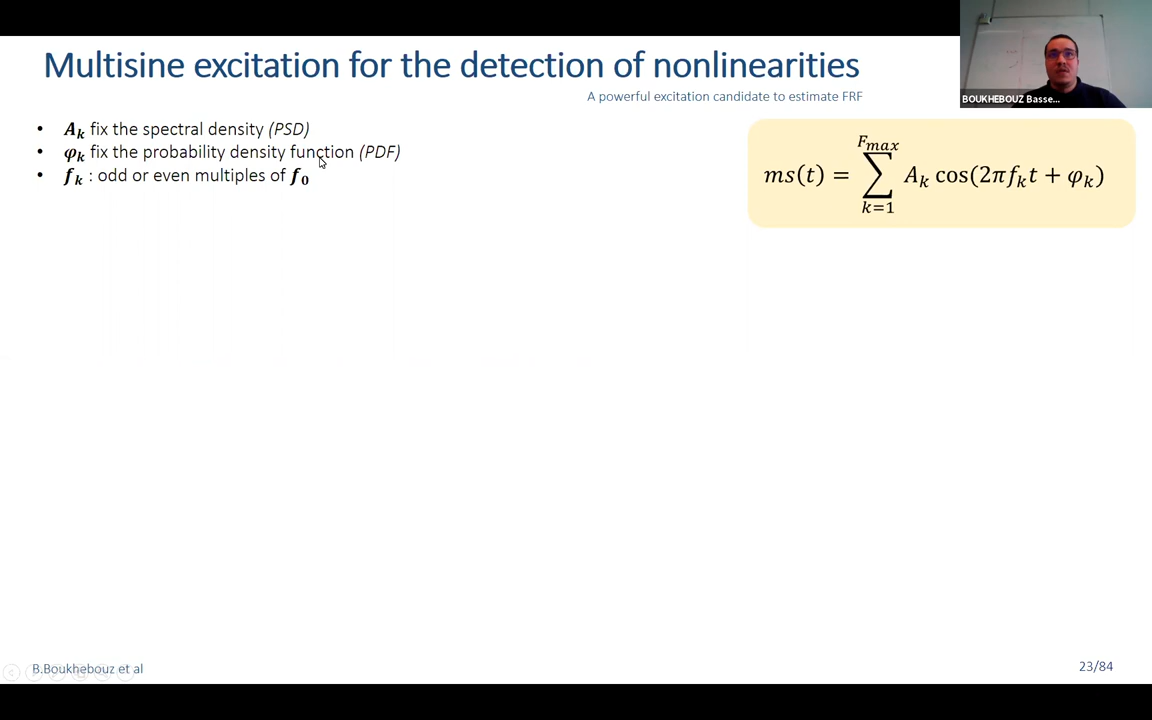 Multisine excitation for the detection of nonlinearities
A powerful excitation candidate to estimate FRF
BOUKHEBOUZ Basse...
• A_k fix the spectral density (PSD)
• φ_k fix the probability density function (PDF)
• f_k : odd or even multiples of f_0
ms(t) = ∑_{k=1}^{F_max} A_k cos(2πf_k t + φ_k)
B.Boukhebouz et al
23/84